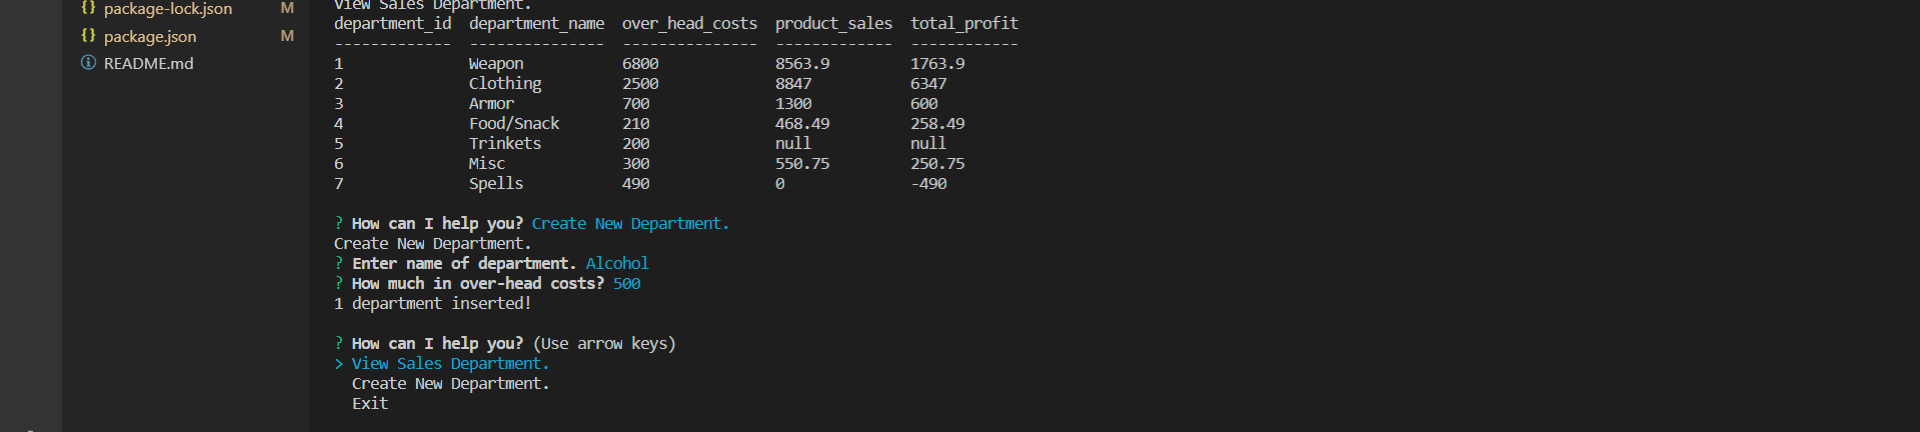 {} package-lock.json M
{} package.json M
README.md
View Sales Department.
department_id department_name over_head_costs product_sales total_profit
------------- --------------- --------------- ------------- ------------
1 Weapon 6800 8563.9 1763.9
2 Clothing 2500 8847 6347
3 Armor 700 1300 600
4 Food/Snack 210 468.49 258.49
5 Trinkets 200 null null
6 Misc 300 550.75 250.75
7 Spells 490 0 -490
? How can I help you? Create New Department.
Create New Department.
? Enter name of department. Alcohol
? How much in over-head costs? 500
1 department inserted!
? How can I help you? (Use arrow keys)
> View Sales Department.
Create New Department.
Exit